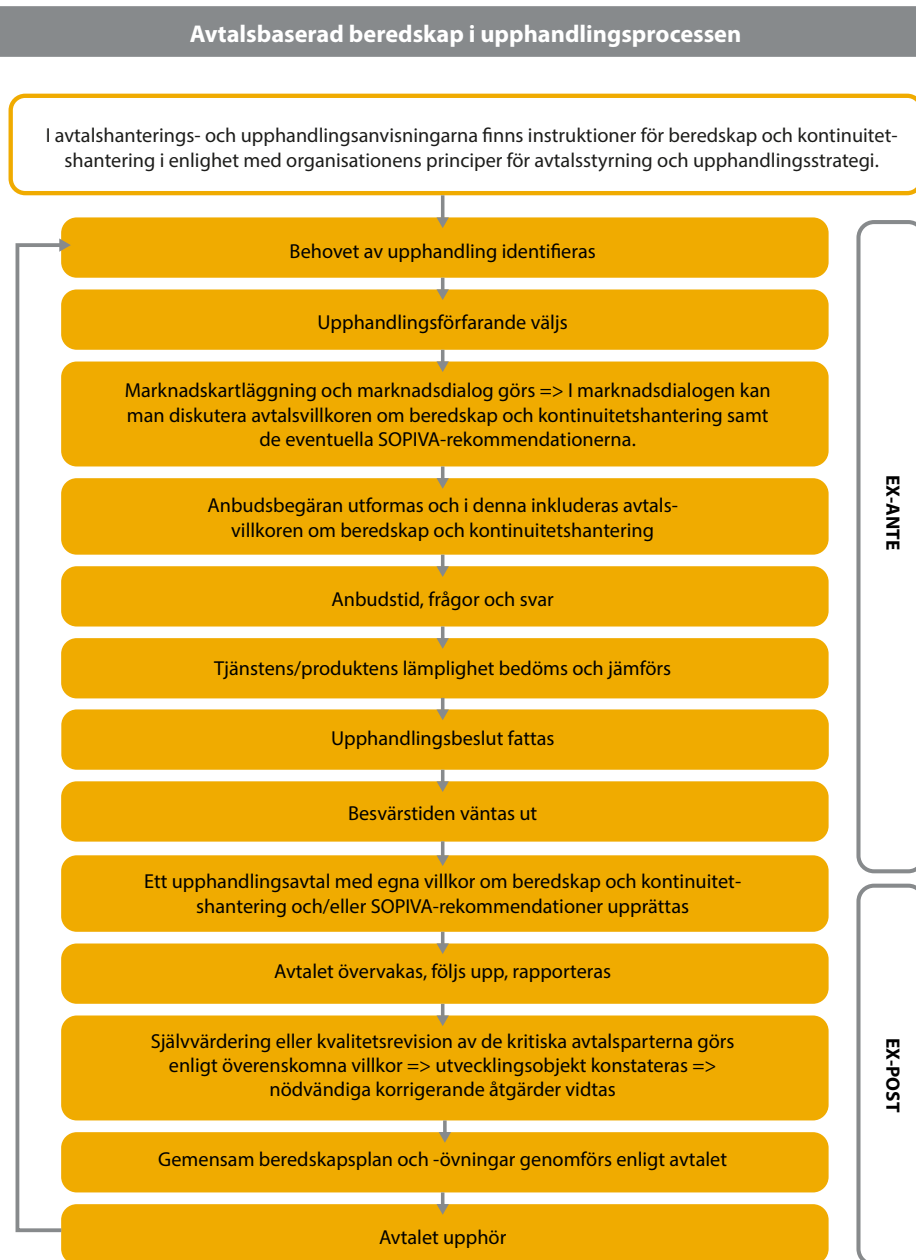 Avtalsbaserad beredskap i upphandlingsprocessen
I avtalshanterings- och upphandlingsanvisningarna finns instruktioner för beredskap och kontinuitet-
shantering i enlighet med organisationens principer för avtalsstyrning och upphandlingsstrategi.
Behovet av upphandling identifieras
Upphandlingsförfarande väljs
Marknadskartläggning och marknadsdialog görs => I marknadsdialogen kan
man diskutera avtalsvillkoren om beredskap och kontinuitetshantering samt
de eventuella SOPIVA-rekommendationerna.
Anbudsbegäran utformas och i denna inkluderas avtals-
villkoren om beredskap och kontinuitetshantering
Anbudstid, frågor och svar
Tjänstens/produktens lämplighet bedöms och jämförs
Upphandlingsbeslut fattas
Besvärstiden väntas ut
EX-ANTE
Ett upphandlingsavtal med egna villkor om beredskap och kontinuitet-
shantering och/eller SOPIVA-rekommendationer upprättas
Avtalet övervakas, följs upp, rapporteras
Självvärdering eller kvalitetsrevision av de kritiska avtalsparterna görs
enligt överenskomna villkor => utvecklingsobjekt konstateras =>
nödvändiga korrigerande åtgärder vidtas
Gemensam beredskapsplan och -övningar genomförs enligt avtalet
Avtalet upphör
EX-POST